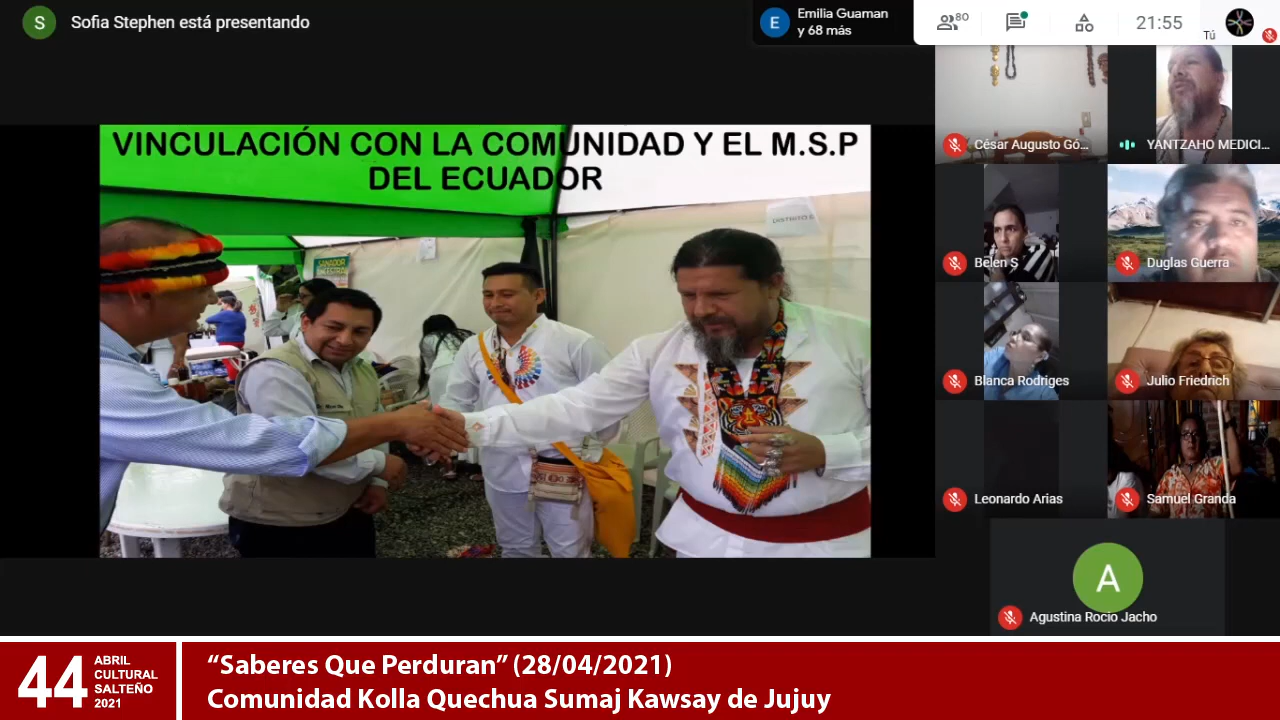 S
Sofia Stephen está presentando
E
Emilia Guaman
y 68 más
80
21:55
Tú
VINCULACIÓN CON LA COMUNIDAD Y EL M.S.P
DEL ECUADOR
DISTRITO
SANADOR
César Augusto Gó...
YANTZAHO MEDICI...
Belen S
Duglas Guerra
Blanca Rodriges
Julio Friedrich
Leonardo Arias
Samuel Granda
A
Agustina Rocio Jacho
44
ABRIL
CULTURAL
SALTEÑO
2021
“Saberes Que Perduran” (28/04/2021)
Comunidad Kolla Quechua Sumaj Kawsay de Jujuy